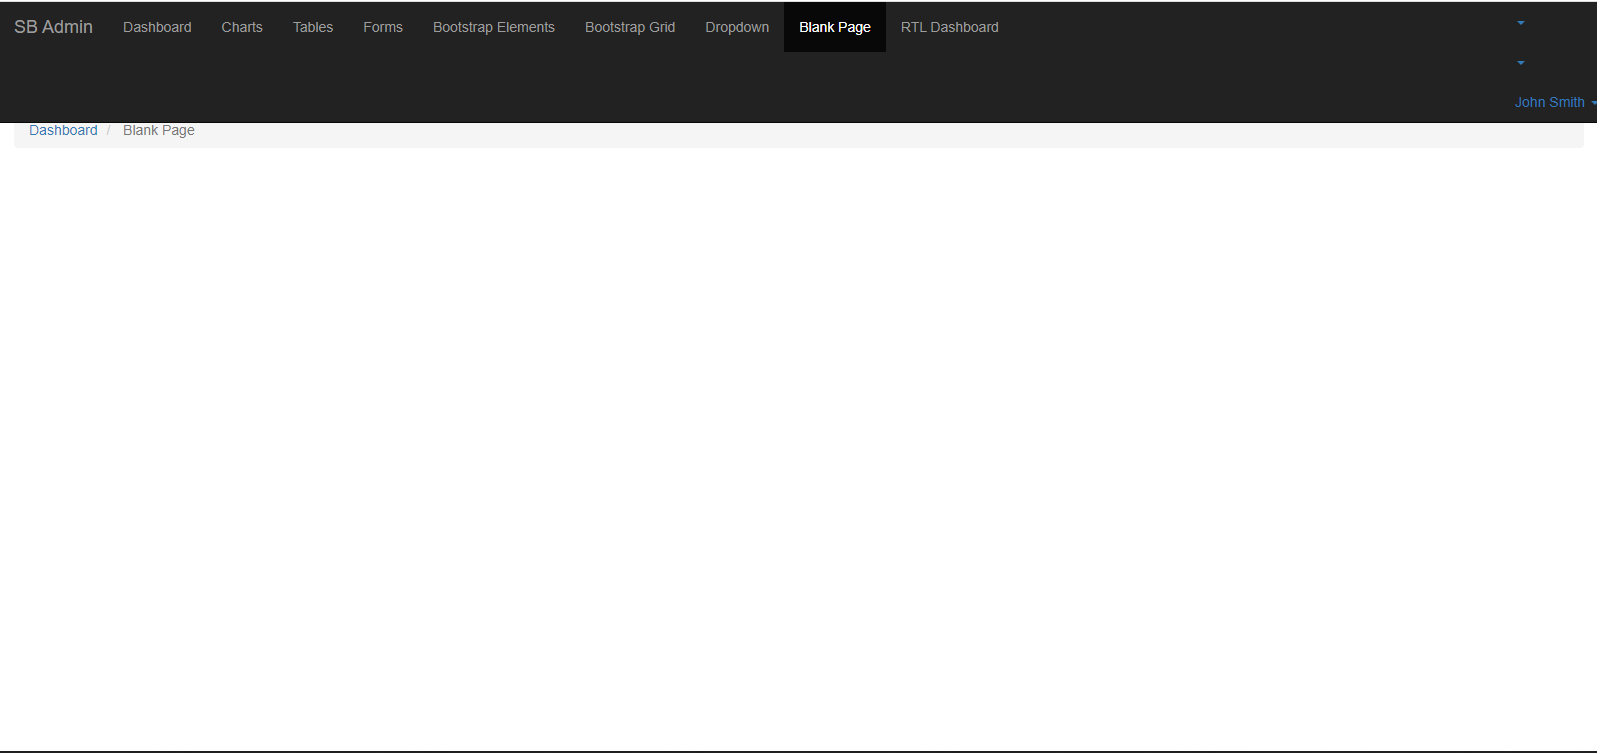 SB Admin Dashboard Charts Tables Forms Bootstrap Elements Bootstrap Grid Dropdown Blank Page RTL Dashboard
John Smith
Dashboard / Blank Page